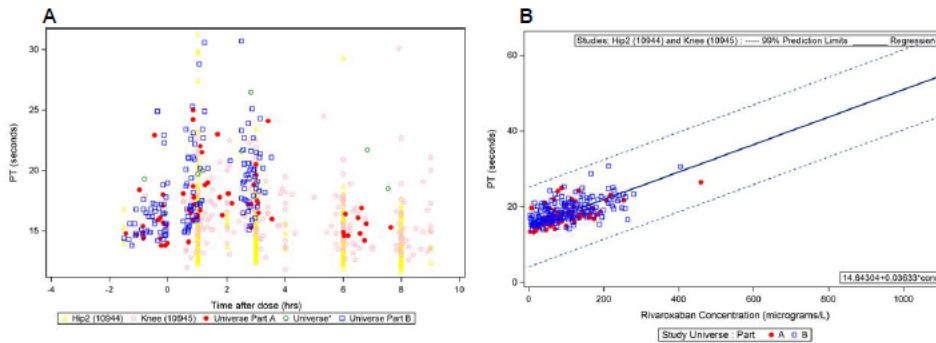 A
PT (seconds)
30
25
20
15
-4 -2 0 2 4 6 8 10
Time after dose (hrs)
Hip2 (10944) Knee (10945) Universe Part A Universe* Universe Part B
B
Studies: Hip2 (10944) and Knee (10945) : ----- 99% Prediction Limits ______ Regression
PT (seconds)
60
40
20
0
0 200 400 600 800 1000
14.64304+0.03633*conc
Rivaroxaban Concentration (micrograms/L)
Study Universe : Part A B